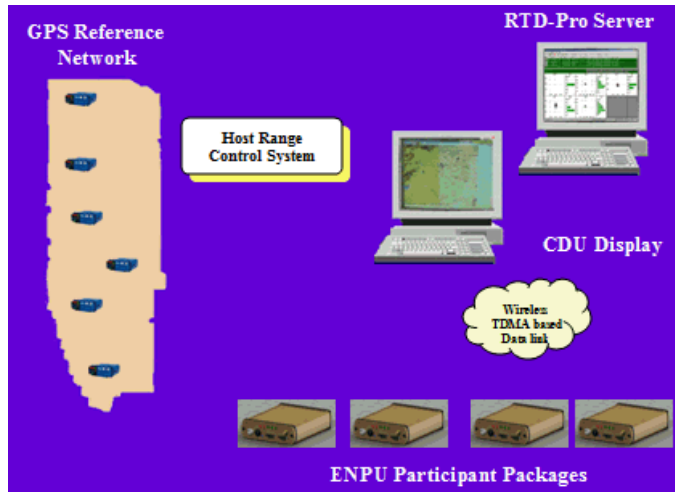 GPS Reference
Network
RTD-Pro Server
Host Range
Control System
CDU Display
Wireless
TDMA based
Data link
ENPU Participant Packages